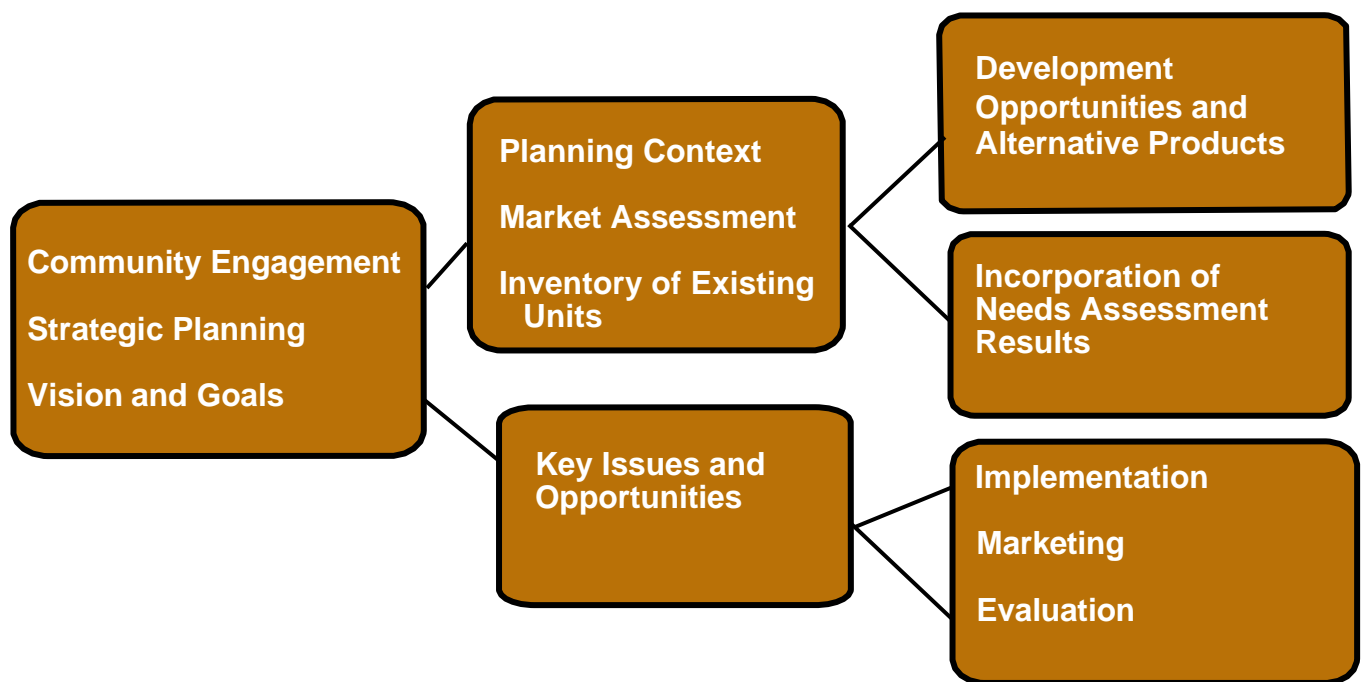 Community Engagement
Strategic Planning
Vision and Goals
Planning Context
Market Assessment
Inventory of Existing
Units
Key Issues and
Opportunities
Development
Opportunities and
Alternative Products
Incorporation of
Needs Assessment
Results
Implementation
Marketing
Evaluation